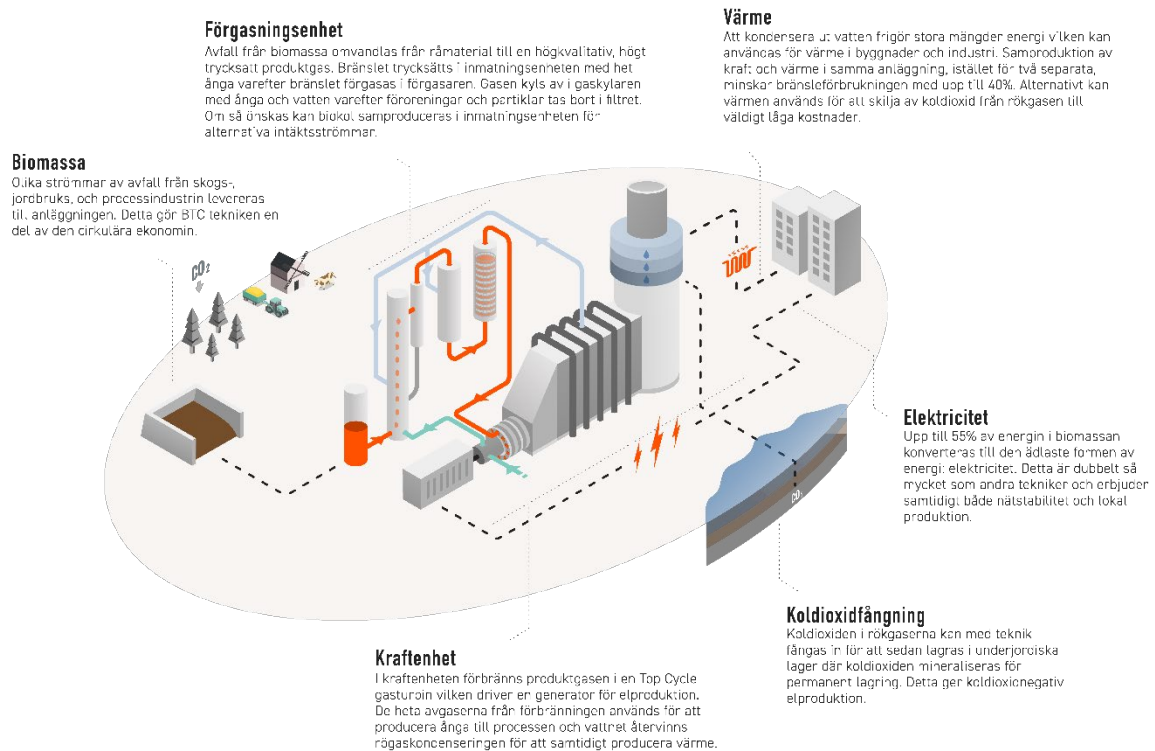 Förgasningsenhet
Avfall från biomassa omvandlas från råmaterial till en högkvalitativ, högt
trycksatt produktgas. Bränslet trycksätts i inmatningsenheten med het
ånga varefter bränslet förgasas i förgasaren. Gasen kyls av i gaskylaren
med ånga och vatten varefter föroreningar och partiklar tas bort i filtret.
Om så önskas kan biokol samproduceras i inmatningsenheten för
alternativa intäktsströmmar.
Värme
Att kondensera ut vatten frigör stora mängder energi vilken kan
användas för värme i byggnader och industri. Samproduktion av
kraft och värme i samma anläggning, istället för två separata,
minskar bränsleförbrukningen med upp till 40%. Alternativt kan
värmen används för att skilja av koldioxid från rökgasen till
väldigt låga kostnader.
Biomassa
Olika strömmar av avfall från skogs-,
jordbruks, och processindustrin levereras
till anläggningen. Detta gör BTC tekniken en
del av den cirkulära ekonomin.
CO₂
Elektricitet
Upp till 55% av energin i biomassan
konverteras till den ädlaste formen av
energi: elektricitet. Detta är dubbelt så
mycket som andra tekniker och erbjuder
samtidigt både nätstabilitet och lokal
produktion.
CO₂
Koldioxidfångning
Koldioxiden i rökgaserna kan med teknik
fångas in för att sedan lagras i underjordiska
lager där koldioxiden mineraliseras för
permanent lagring. Detta ger koldioxidnegativ
elproduktion.
Kraftenhet
I kraftenheten förbränns produktgasen i en Top Cycle
gasturbin vilken driver en generator för elproduktion.
De heta avgaserna från förbränningen används för att
producera ånga till processen och vattnet återvinns
rögaskondenseringen för att samtidigt producera värme.